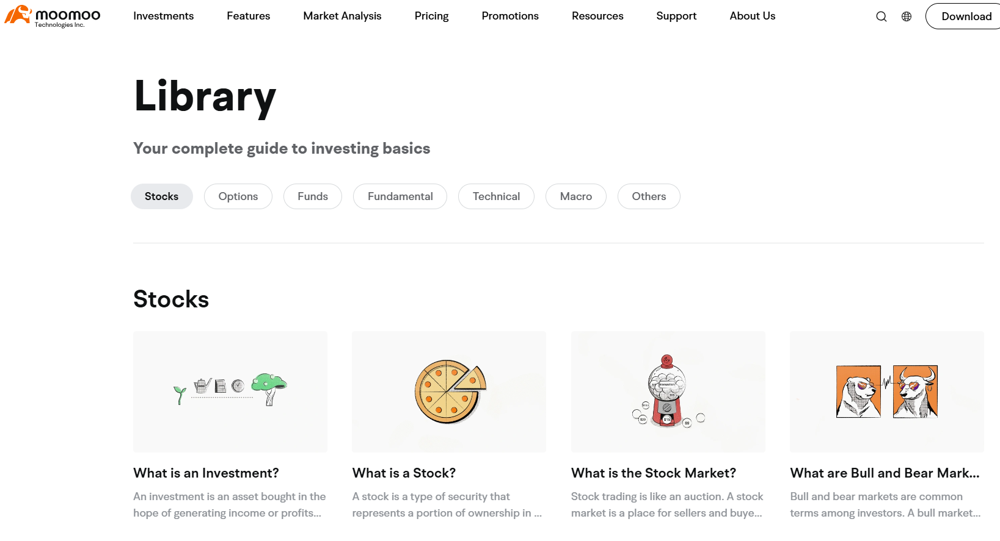 moomoo
Technologies Inc.
Investments Features Market Analysis Pricing Promotions Resources Support About Us Download
Library
Your complete guide to investing basics
Stocks Options Funds Fundamental Technical Macro Others
Stocks
transaction
$15
$20
$15
$9
What is an Investment?
An investment is an asset bought in the
hope of generating income or profits...
What is a Stock?
A stock is a type of security that
represents a portion of ownership in ...
What is the Stock Market?
Stock trading is like an auction. A stock
market is a place for sellers and buye...
What are Bull and Bear Mark...
Bull and bear markets are common
terms among investors. A bull market...